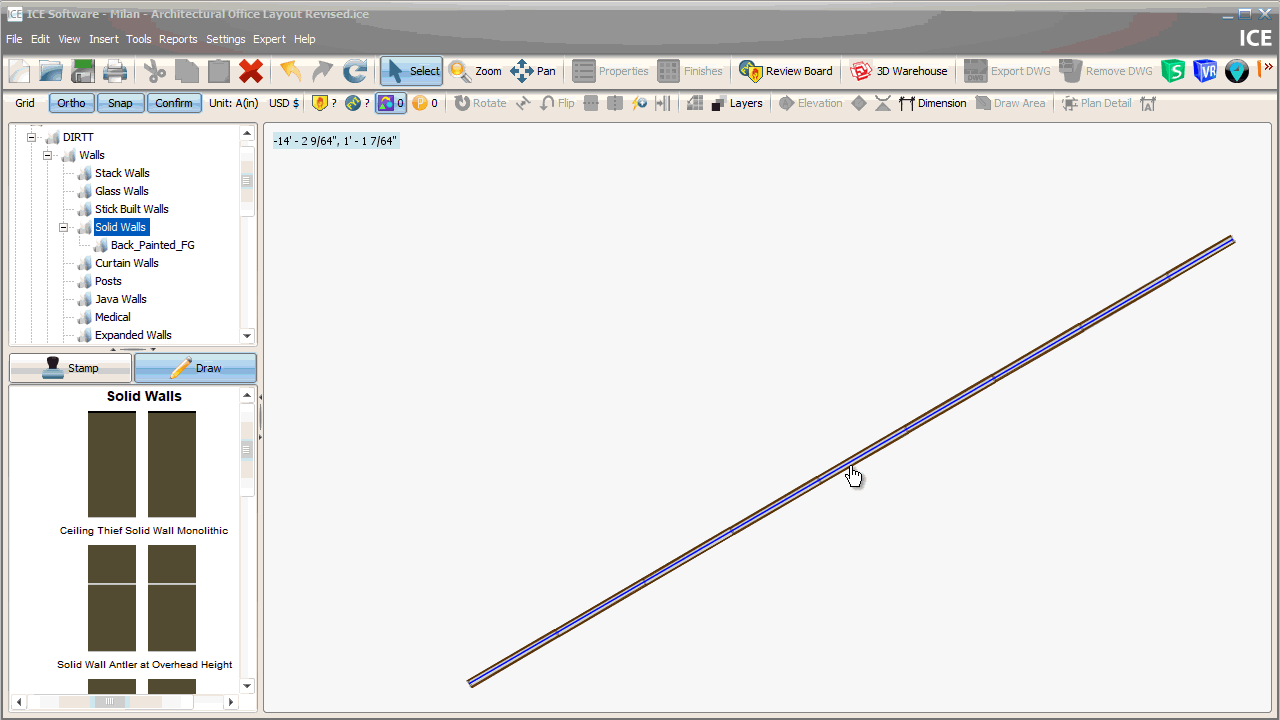 ICE ICE Software - Milan - Architectural Office Layout Revised.ice
File Edit View Insert Tools Reports Settings Expert Help
ICE
Select Zoom Pan Properties Finishes Review Board 3D Warehouse DWG Export DWG Remove DWG S VR »
Grid Ortho Snap Confirm Unit: A(in) USD $ ? ? 0 0 Rotate Flip Layers Elevation Dimension Draw Area Plan Detail
DIRTT
Walls
Stack Walls
Glass Walls
Stick Built Walls
Solid Walls
Back_Painted_FG
Curtain Walls
Posts
Java Walls
Medical
Expanded Walls
Stamp Draw
Solid Walls
Ceiling Thief Solid Wall Monolithic
Solid Wall Antler at Overhead Height
-14' - 2 9/64", 1' - 1 7/64"